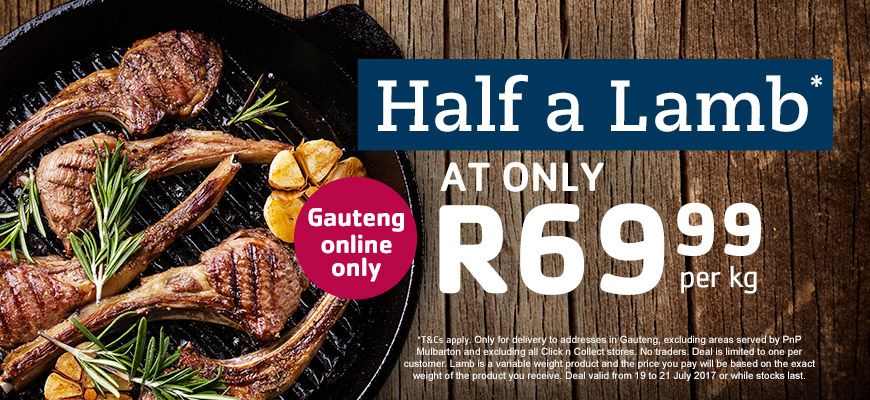 Half a Lamb*
AT ONLY
R69 99
per kg
Gauteng
online
only
*T&Cs apply. Only for delivery to addresses in Gauteng, excluding areas served by PnP
Mulbarton and excluding all Click n Collect stores. No traders. Deal is limited to one per
customer. Lamb is a variable weight product and the price you pay will be based on the exact
weight of the product you receive. Deal valid from 19 to 21 July 2017 or while stocks last.